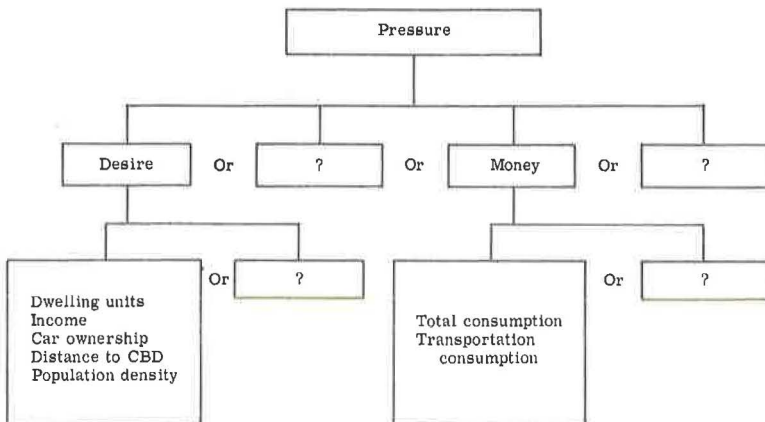 Pressure
Desire Or ? Or Money Or ?
Or ? Or ?
Dwelling units
Income
Car ownership
Distance to CBD
Population density
Total consumption
Transportation
consumption